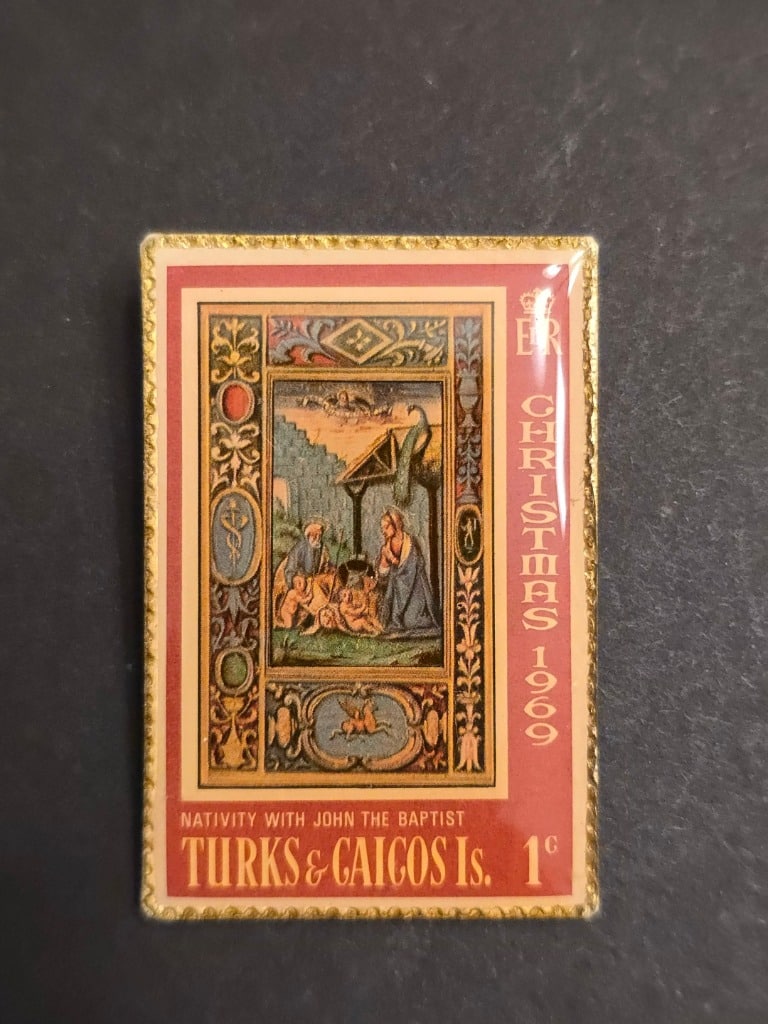 ER
CHRISTMAS 1969
NATIVITY WITH JOHN THE BAPTIST
TURKS & CAICOS Is. 1c